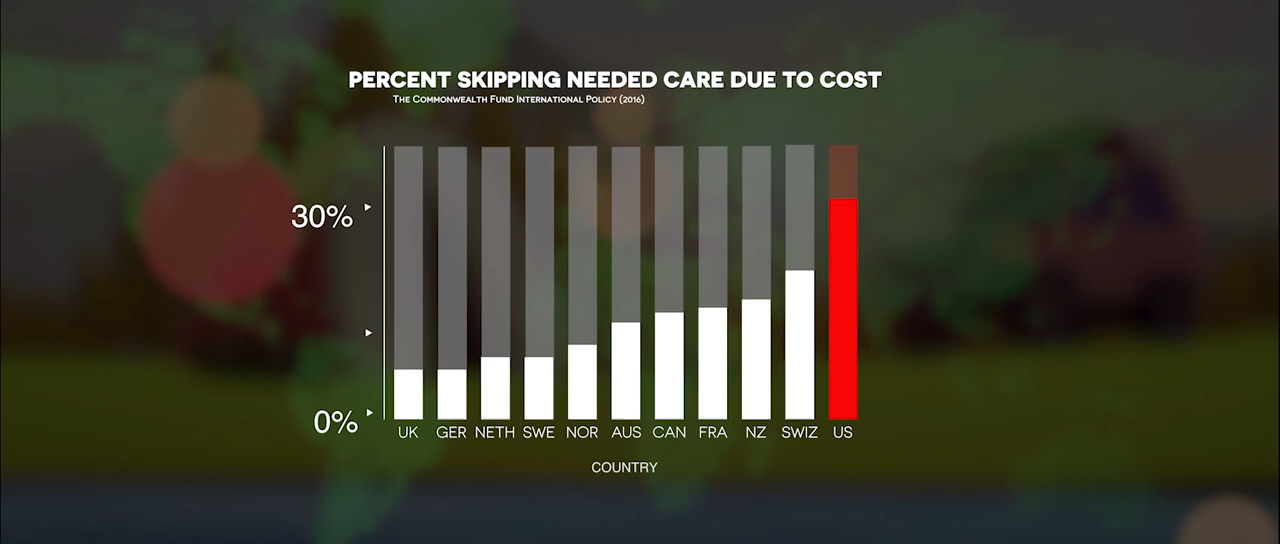 PERCENT SKIPPING NEEDED CARE DUE TO COST
THE COMMONWEALTH FUND INTERNATIONAL POLICY (2016)
30%
0%
UK GER NETH SWE NOR AUS CAN FRA NZ SWIZ US
COUNTRY